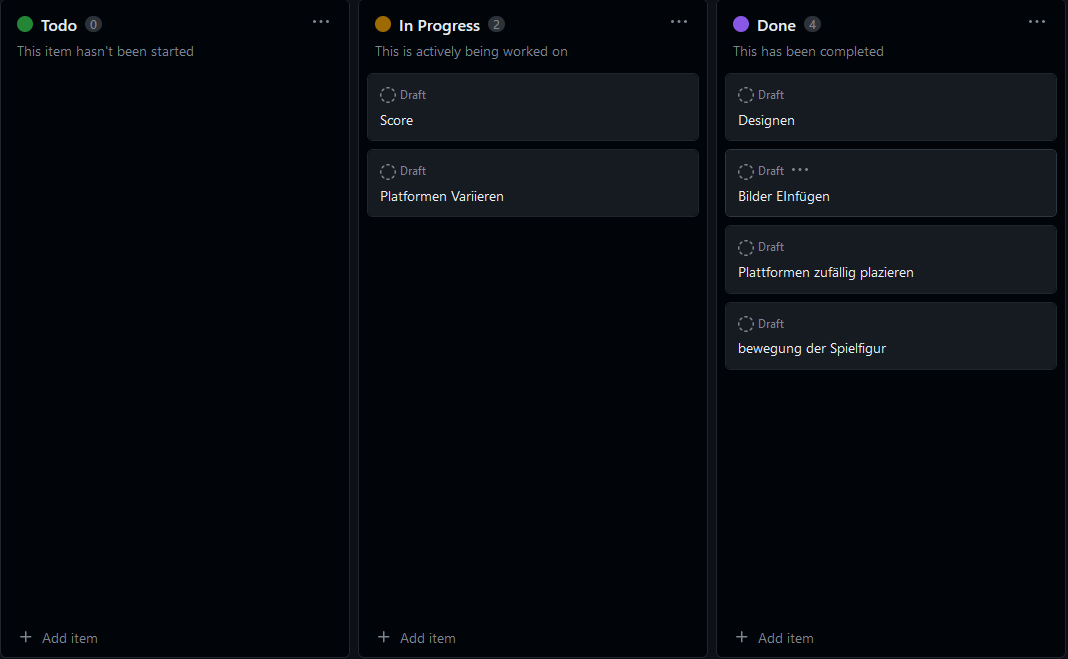 Todo 0
This item hasn't been started
+ Add item
In Progress 2
This is actively being worked on
Draft
Score
Draft
Platformen Variieren
+ Add item
Done 4
This has been completed
Draft
Designen
Draft
Bilder EInfügen
Draft
Plattformen zufällig plazieren
Draft
bewegung der Spielfigur
+ Add item